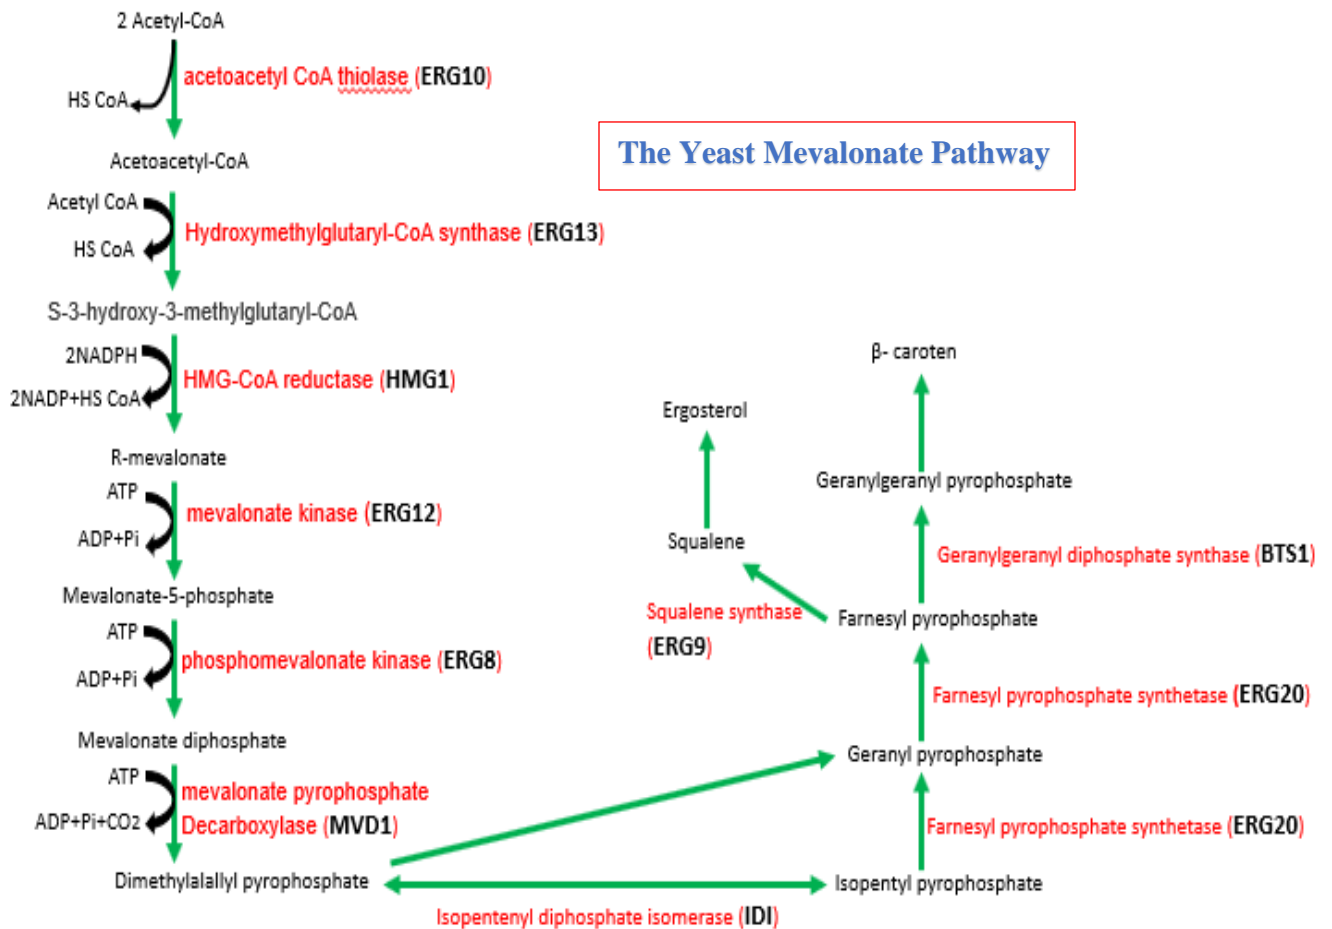 2 Acetyl-CoA
acetoacetyl CoA thiolase (ERG10)
HS CoA
Acetoacetyl-CoA
The Yeast Mevalonate Pathway
Acetyl CoA
Hydroxymethylglutaryl-CoA synthase (ERG13)
HS CoA
S-3-hydroxy-3-methylglutaryl-CoA
2NADPH
HMG-CoA reductase (HMG1)
2NADP+HS CoA
R-mevalonate
ATP
mevalonate kinase (ERG12)
ADP+Pi
Mevalonate-5-phosphate
ATP
phosphomevalonate kinase (ERG8)
ADP+Pi
Mevalonate diphosphate
ATP
mevalonate pyrophosphate
Decarboxylase (MVD1)
ADP+Pi+CO2
Dimethylalallyl pyrophosphate
Isopentenyl diphosphate isomerase (IDI)
Isopentyl pyrophosphate
Farnesyl pyrophosphate synthetase (ERG20)
Geranyl pyrophosphate
Farnesyl pyrophosphate synthetase (ERG20)
Farnesyl pyrophosphate
Squalene synthase
(ERG9)
Squalene
Ergosterol
Geranylgeranyl diphosphate synthase (BTS1)
Geranylgeranyl pyrophosphate
β- caroten